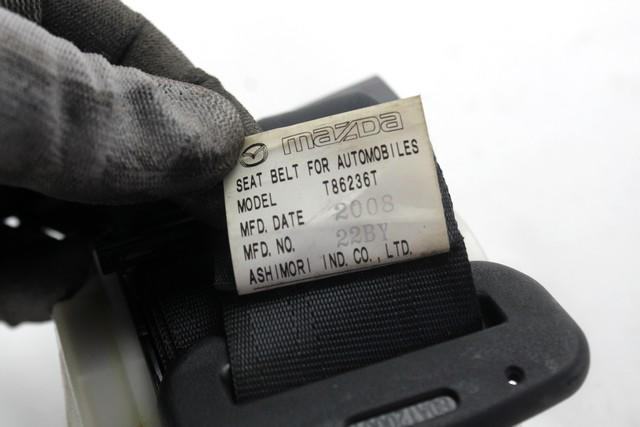 mazda
SEAT BELT FOR AUTOMOBILES
MODEL T86236T
MFD. DATE 2008
MFD. NO. 22BY
ASHIMORI IND. CO., LTD.